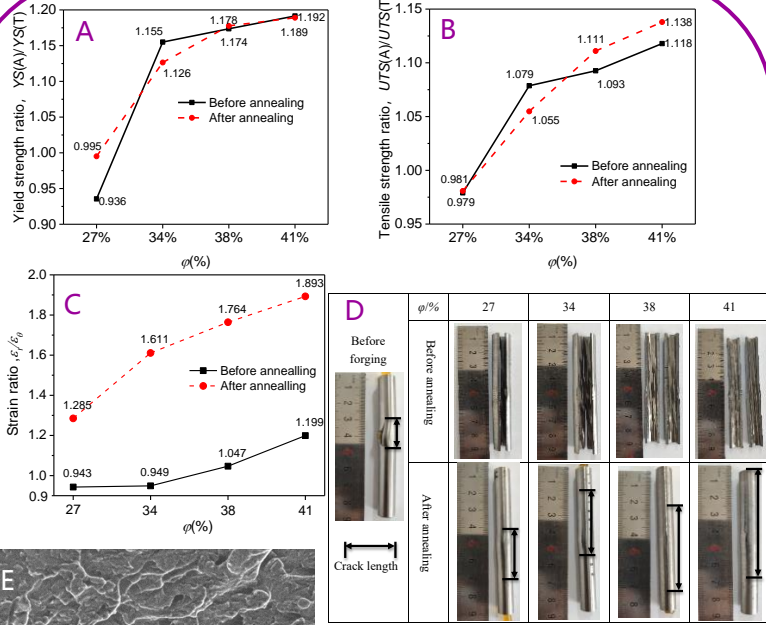 A
Yield strength ratio, YS(A)/YS(T)
1.20
1.15
1.10
1.05
1.00
0.95
0.90
1.155
1.178
1.192
1.174
1.189
1.126
0.995
0.936
Before annealing
After annealing
27% 34% 38% 41%
φ(%)
B
Tensile strength ratio, UTS(A)/UTS(T
1.15
1.10
1.05
1.00
0.95
1.138
1.111
1.118
1.079
1.093
1.055
0.981
0.979
Before annealing
After annealing
27% 34% 38% 41%
φ(%)
C
Strain ratio ,εᵢ/ε₀
2.0
1.8
1.6
1.4
1.2
1.0
0.9
1.893
1.764
1.611
1.285
1.199
1.047
0.943
0.949
Before annealling
After annealling
27 34 38 41
φ(%)
D
Before
forging
Crack length
φ/% 27 34 38 41
Before annealing
After annealing
E